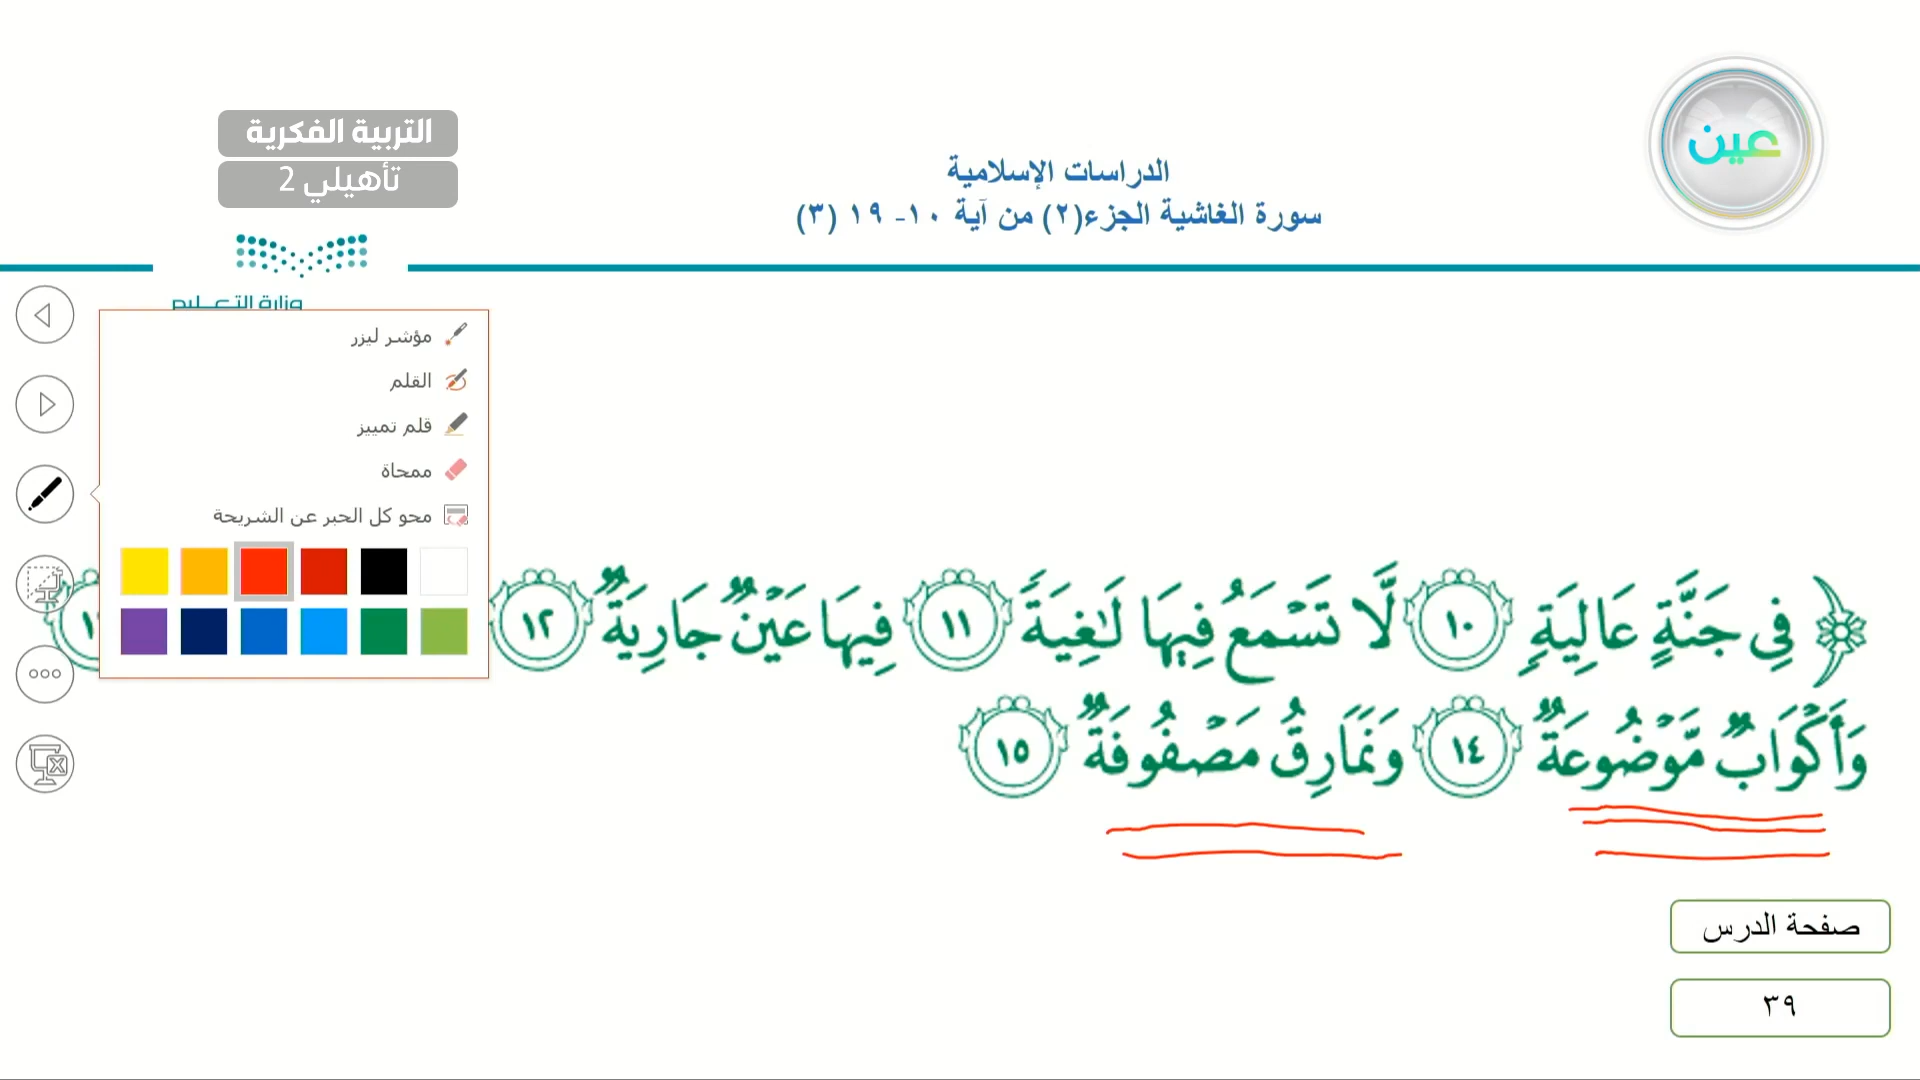 التربية الفكرية
تأهيلي 2
عين
الدراسات الإسلامية
سورة الغاشية الجزء(٢) من آية ١٠- ١٩ (٣)
وزارة التعليم
مؤشر ليزر
القلم
قلم تمييز
ممحاة
محو كل الحبر عن الشريحة
فِي جَنَّةٍ عَالِيَةٍ ١٠ لَّا تَسْمَعُ فِيهَا لَٰغِيَةً ١١ فِيهَا عَيْنٌ جَارِيَةٌ ١٢
وَأَكْوَابٌ مَّوْضُوعَةٌ ١٤ وَنَمَارِقُ مَصْفُوفَةٌ ١٥
صفحة الدرس
٣٩